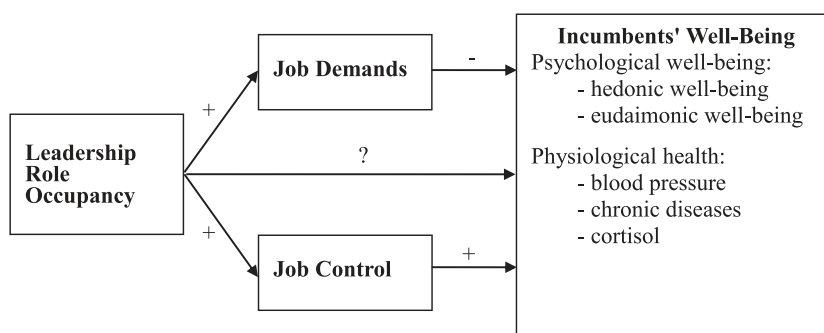 Incumbents' Well-Being
Psychological well-being:
- hedonic well-being
- eudaimonic well-being
Physiological health:
- blood pressure
- chronic diseases
- cortisol
Job Demands
-
+
Leadership
Role
Occupancy
?
+
Job Control
+